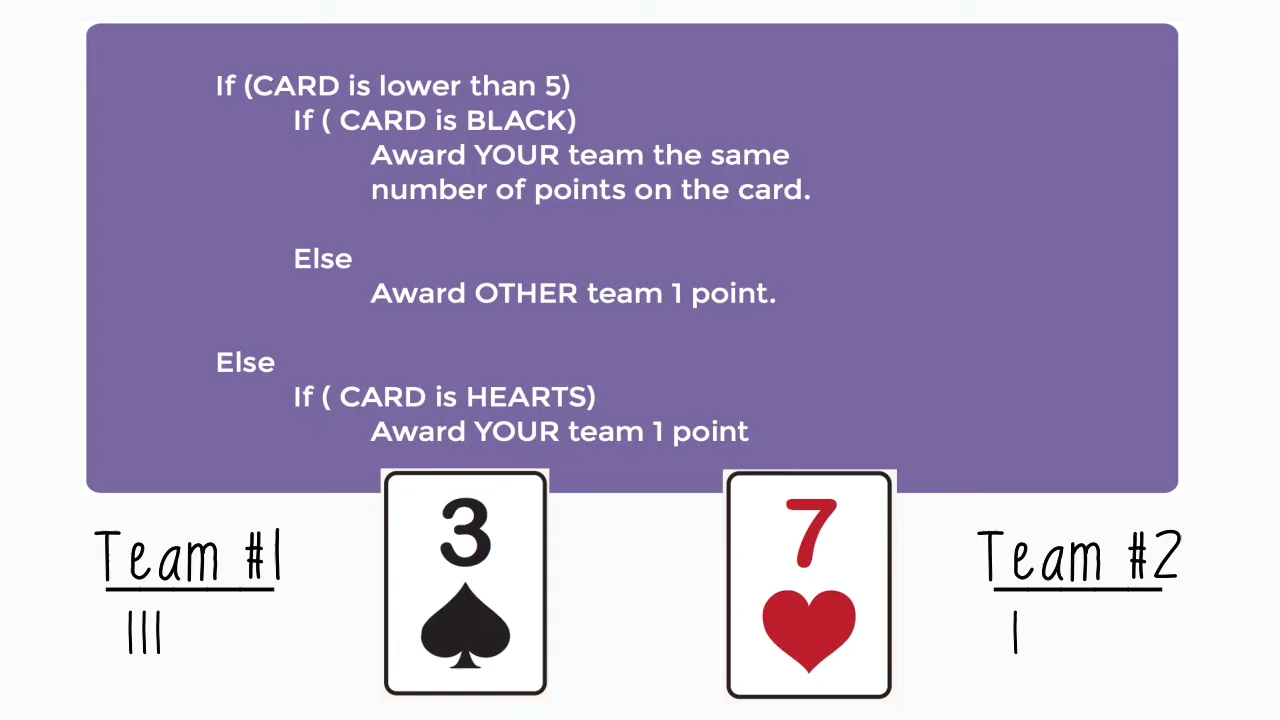 If (CARD is lower than 5)
If ( CARD is BLACK)
Award YOUR team the same
number of points on the card.
Else
Award OTHER team 1 point.
Else
If ( CARD is HEARTS)
Award YOUR team 1 point
3
7
Team #1
Team #2
III
I